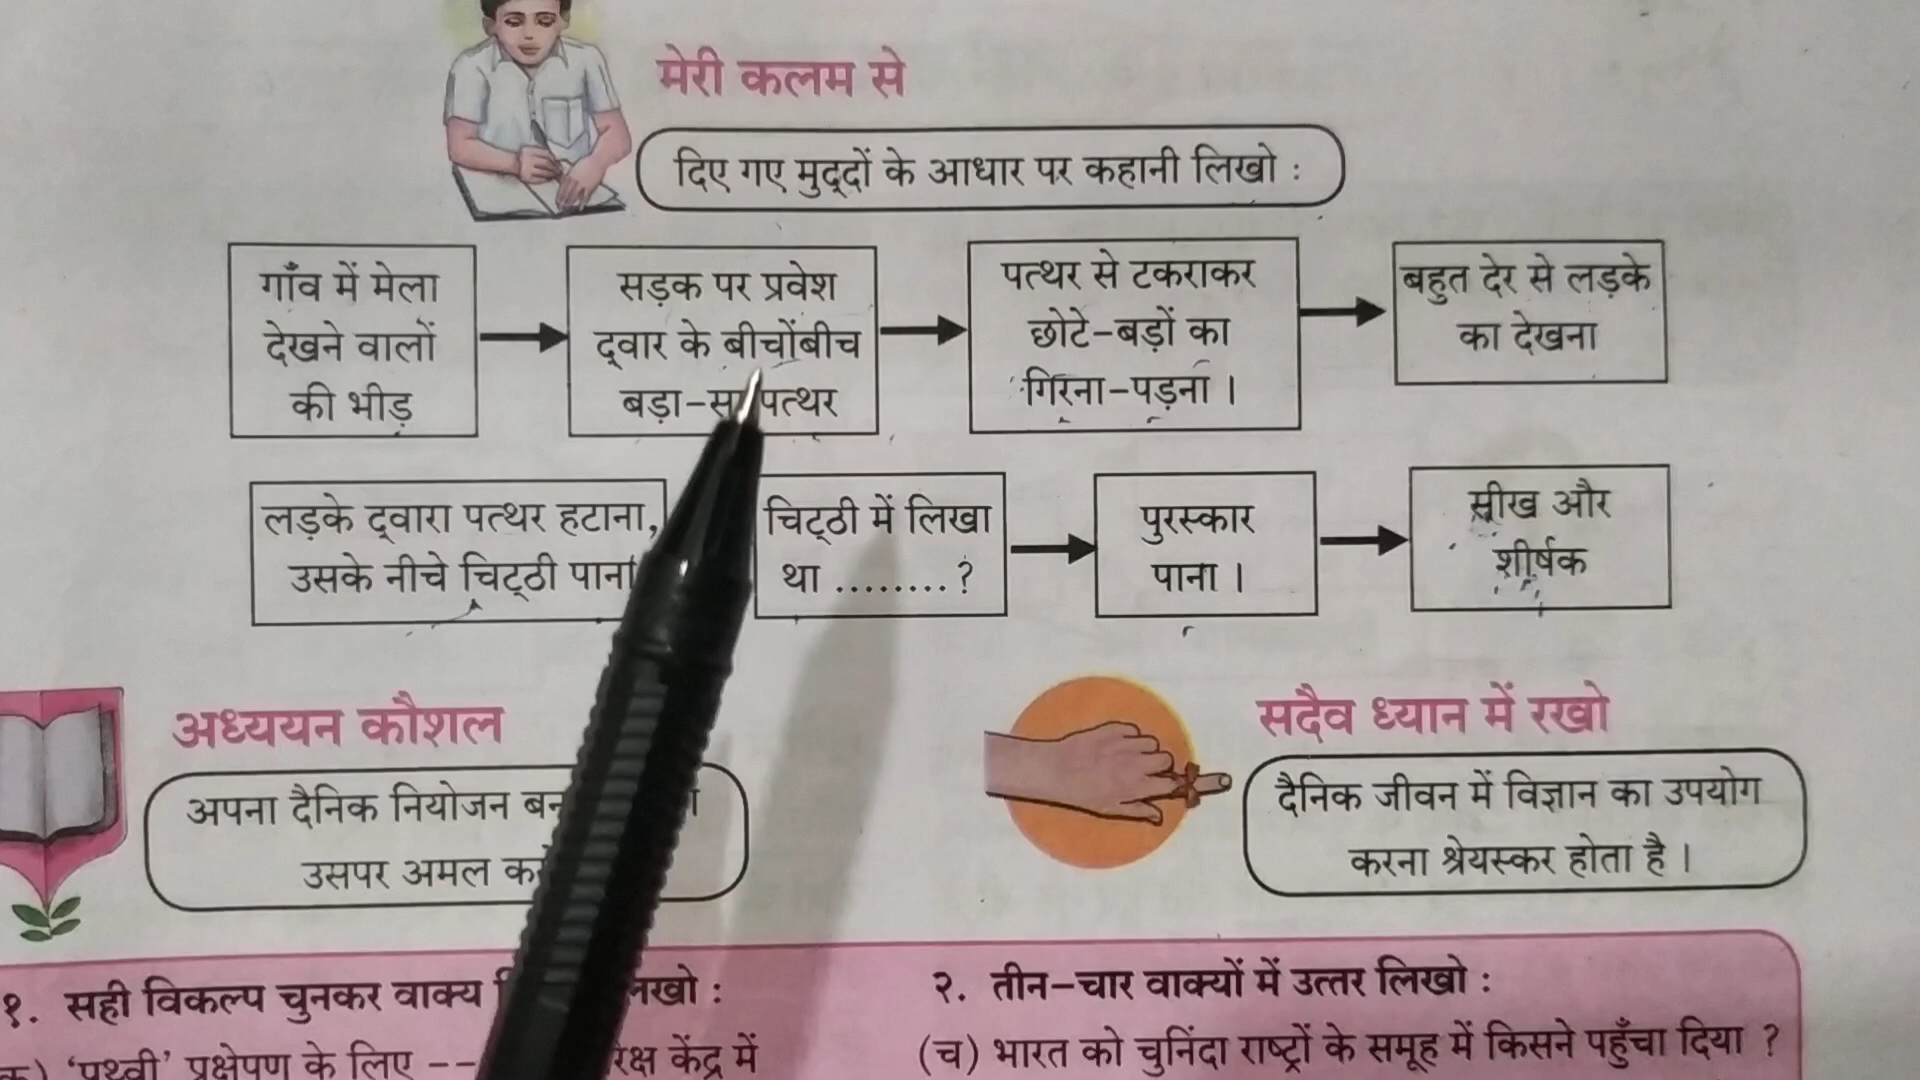 मेरी कलम से
दिए गए मुद्दों के आधार पर कहानी लिखो :
गाँव में मेला
देखने वालों
की भीड़
सड़क पर प्रवेश
द्वार के बीचोंबीच
बड़ा-सा पत्थर
पत्थर से टकराकर
छोटे-बड़ों का
गिरना-पड़ना ।
बहुत देर से लड़के
का देखना
लड़के द्वारा पत्थर हटाना,
उसके नीचे चिट्ठी पाना
चिट्ठी में लिखा
था ........?
पुरस्कार
पाना ।
सीख और
शीर्षक
अध्ययन कौशल
अपना दैनिक नियोजन
उसपर अमल
सदैव ध्यान में रखो
दैनिक जीवन में विज्ञान का उपयोग
करना श्रेयस्कर होता है ।
१. सही विकल्प चुनकर वाक्य
'पृथ्वी' प्रक्षेपण के लिए -- केंद्र में
२. तीन-चार वाक्यों में उत्तर लिखो :
(च) भारत को चुनिंदा राष्ट्रों के समूह में किसने पहुँचा दिया ?